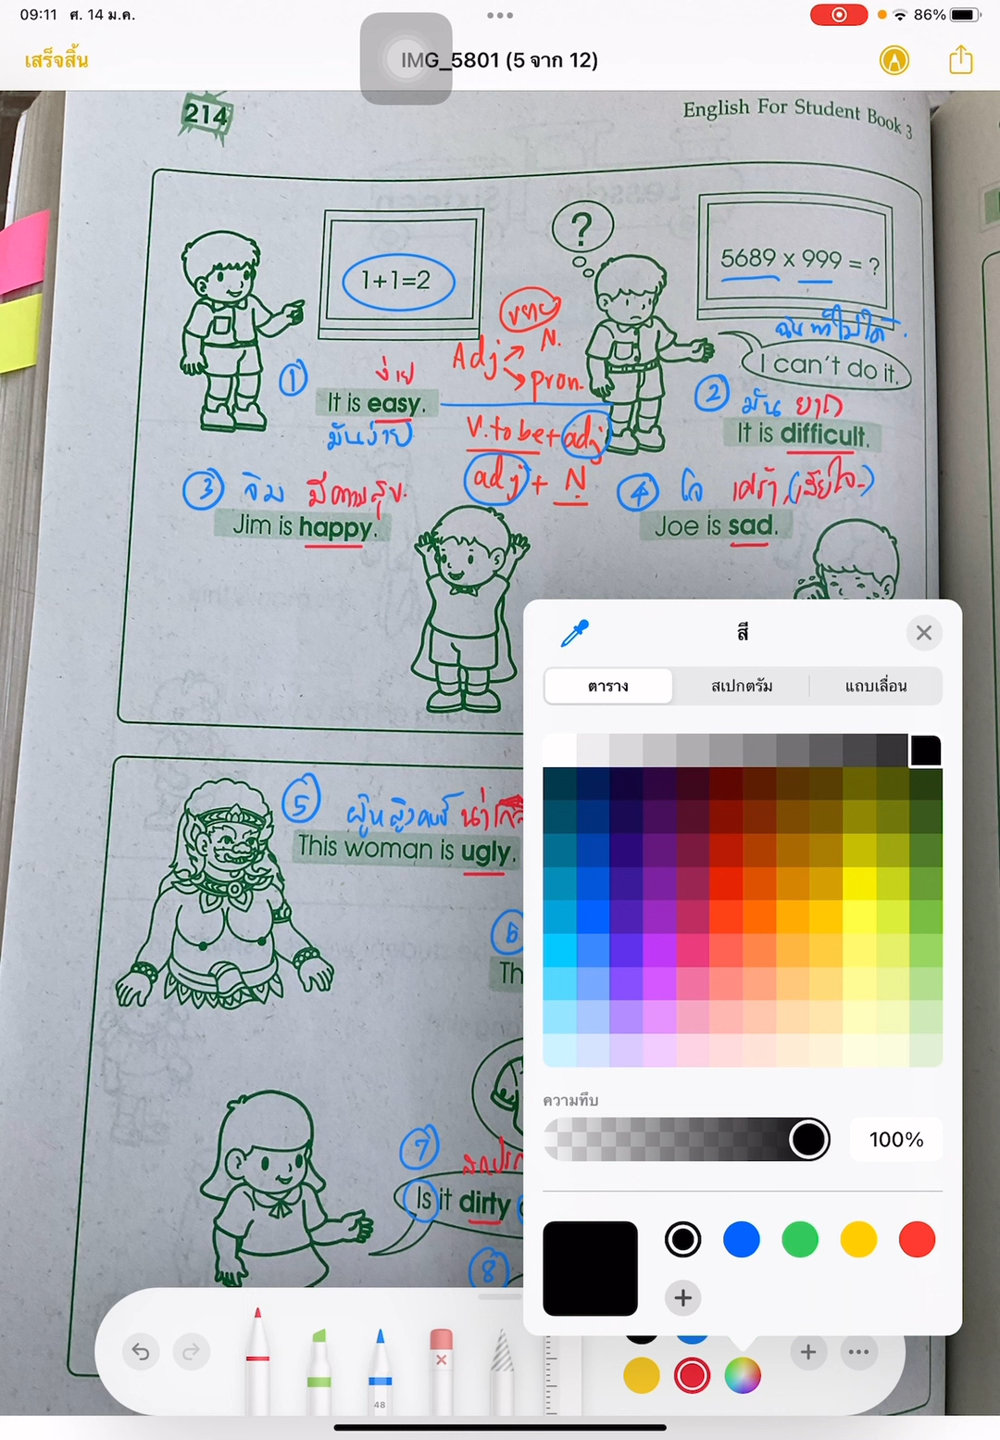 09:11 ศ. 14 ม.ค.
86%
เสร็จสิ้น
IMG_5801 (5 จาก 12)
214
English For Student Book 3
1+1=2
?
5689 x 999 = ?
ขยาย
Adj → N.
→ pron.
ฉันทำไม่ได้.
I can't do it.
① ง่าย
It is easy.
มันง่าย
V. to be + adj
adj + N
② มัน ยาก
It is difficult.
③ จิม มีความสุข.
Jim is happy.
④ โจ เศร้า, (เสียใจ)
Joe is sad.
สี
ตาราง
สเปกตรัม
แถบเลื่อน
⑤ ผู้หญิงคนนี้
This woman is ugly.
⑥
Th
ความทึบ
100%
⑦
Is it dirty
⑧
48